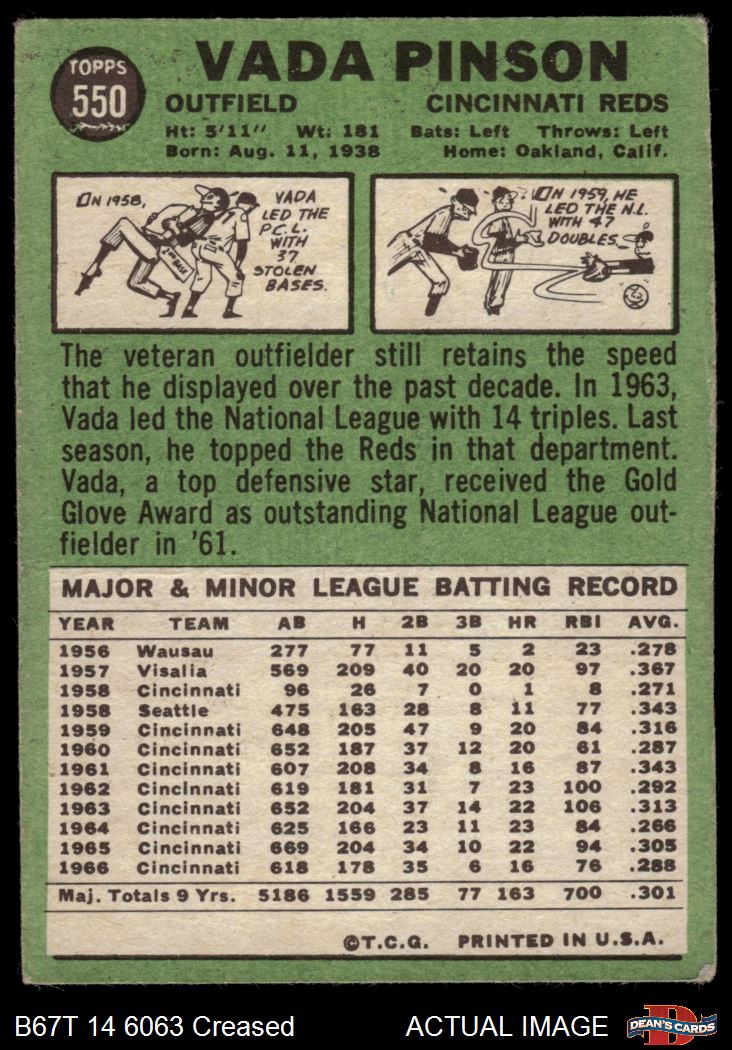 TOPPS
550
VADA PINSON
OUTFIELD CINCINNATI REDS
Ht: 5'11" Wt: 181 Bats: Left Throws: Left
Born: Aug. 11, 1938 Home: Oakland, Calif.
IN 1958,
VADA
LED THE
P.C.L.
WITH
37
STOLEN
BASES.
2ND BASE
IN 1959, HE
LED THE N.L.
WITH 47
DOUBLES.
The veteran outfielder still retains the speed
that he displayed over the past decade. In 1963,
Vada led the National League with 14 triples. Last
season, he topped the Reds in that department.
Vada, a top defensive star, received the Gold
Glove Award as outstanding National League out-
fielder in '61.
MAJOR & MINOR LEAGUE BATTING RECORD
YEAR TEAM AB H 2B 3B HR RBI AVG.
1956 Wausau 277 77 11 5 2 23 .278
1957 Visalia 569 209 40 20 20 97 .367
1958 Cincinnati 96 26 7 0 1 8 .271
1958 Seattle 475 163 28 8 11 77 .343
1959 Cincinnati 648 205 47 9 20 84 .316
1960 Cincinnati 652 187 37 12 20 61 .287
1961 Cincinnati 607 208 34 8 16 87 .343
1962 Cincinnati 619 181 31 7 23 100 .292
1963 Cincinnati 652 204 37 14 22 106 .313
1964 Cincinnati 625 166 23 11 23 84 .266
1965 Cincinnati 669 204 34 10 22 94 .305
1966 Cincinnati 618 178 35 6 16 76 .288
Maj. Totals 9 Yrs. 5186 1559 285 77 163 700 .301
©T.C.G. PRINTED IN U.S.A.
B67T 14 6063 Creased ACTUAL IMAGE
DEAN'S CARDS